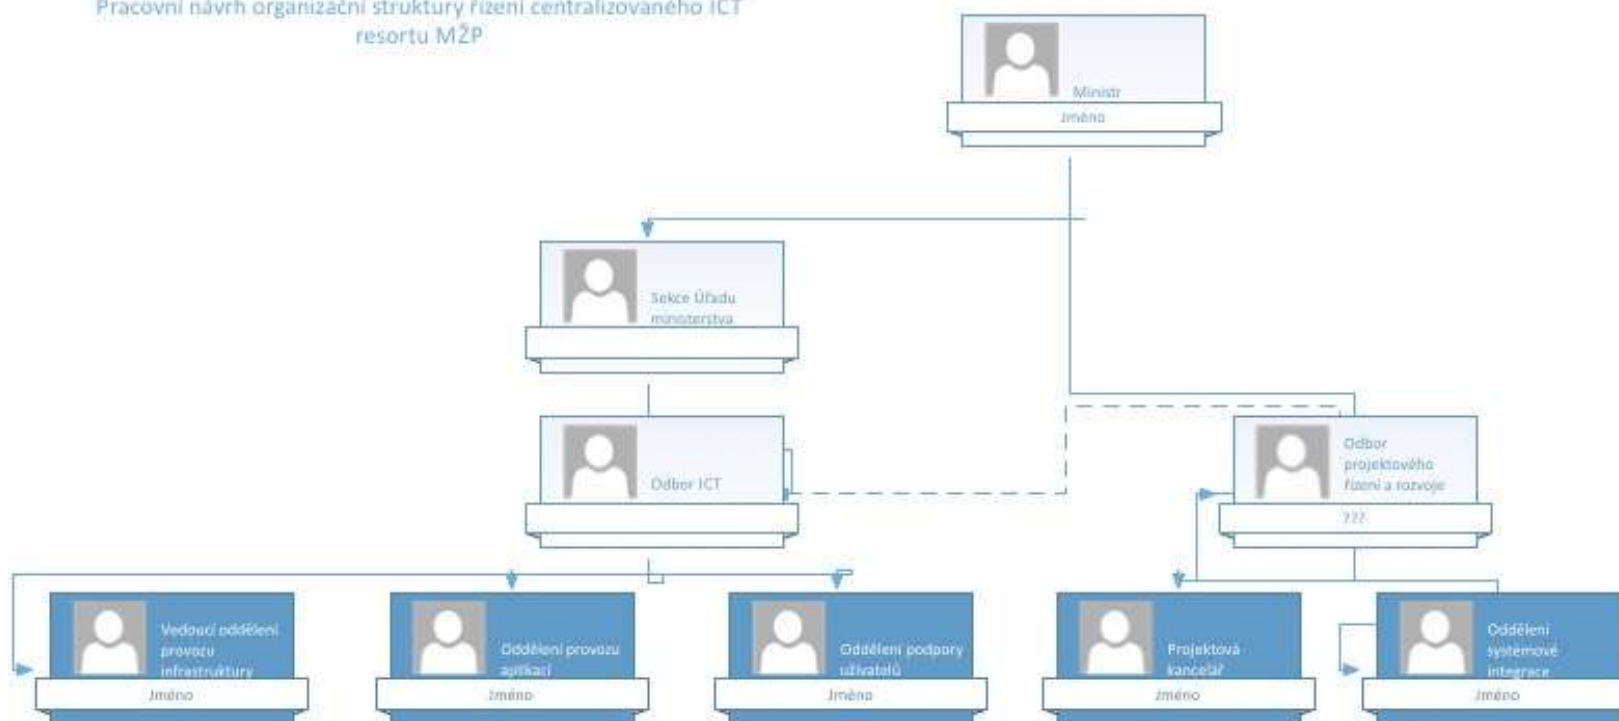 Pracovní návrh organizační struktury řízení centralizovaného ICT
resortu MŽP
Ministr
Jméno
Sekce Úřadu
ministerstva
Odbor ICT
Odbor
projektového
řízení a rozvoje
???
Vedoucí oddělení
provozu
infrastruktury
Jméno
Oddělení provozu
aplikací
Jméno
Oddělení podpory
uživatelů
Jméno
Projektová
kancelář
Jméno
Oddělení
systémové
integrace
Jméno